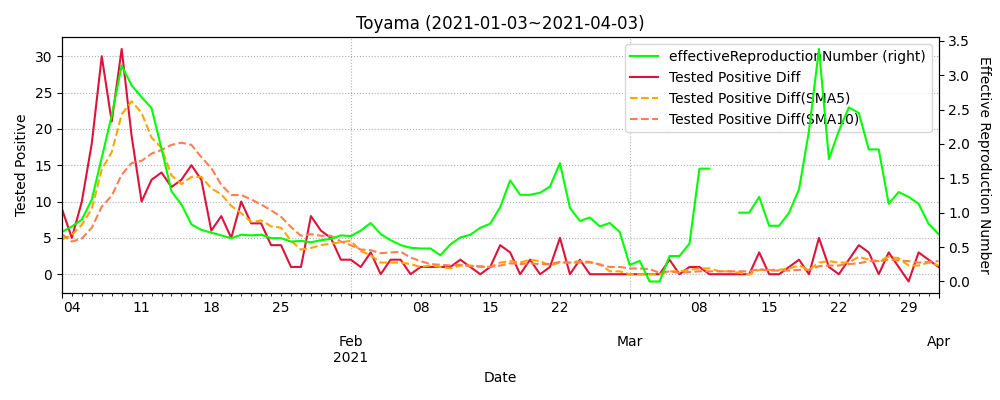 Toyama (2021-01-03~2021-04-03)
effectiveReproductionNumber (right)
Tested Positive Diff
Tested Positive Diff(SMA5)
Tested Positive Diff(SMA10)
Tested Positive
30
25
20
15
10
5
0
Effective Reproduction Number
3.5
3.0
2.5
2.0
1.5
1.0
0.5
0.0
04 11 18 25 08 15 22 08 15 22 29
Feb Mar Apr
2021
Date